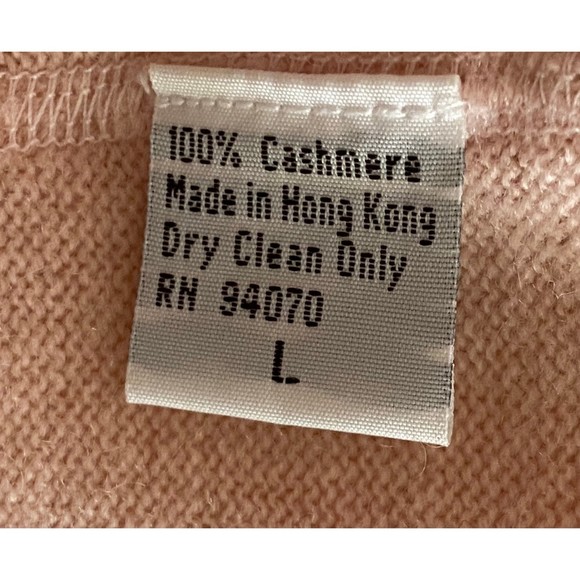 100% Cashmere
Made in Hong Kong
Dry Clean Only
RN 94070
L